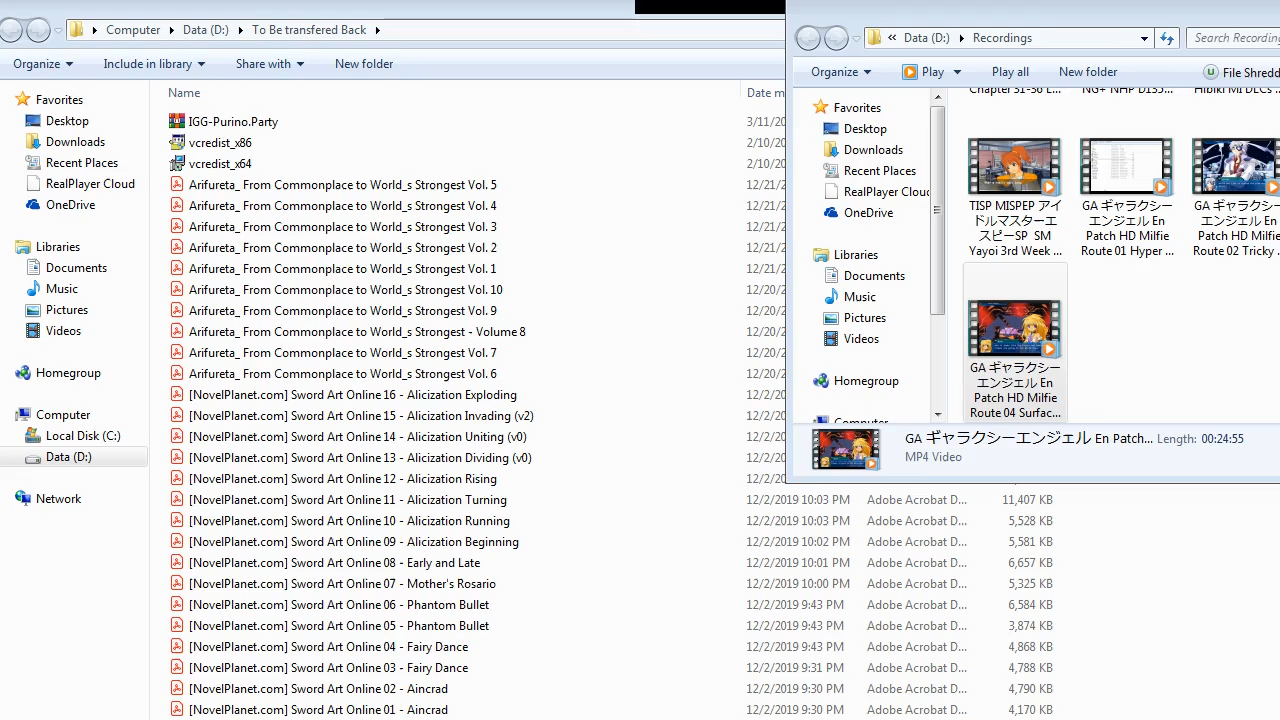 Computer Data (D:) To Be transfered Back
Organize Include in library Share with New folder
Favorites
Desktop
Downloads
Recent Places
RealPlayer Cloud
OneDrive
Libraries
Documents
Music
Pictures
Videos
Homegroup
Computer
Local Disk (C:)
Data (D:)
Network
Name Date m
IGG-Purino.Party 3/11/20
vcredist_x86 2/10/20
vcredist_x64 2/10/20
Arifureta_ From Commonplace to World_s Strongest Vol. 5 12/21/2
Arifureta_ From Commonplace to World_s Strongest Vol. 4 12/21/2
Arifureta_ From Commonplace to World_s Strongest Vol. 3 12/21/2
Arifureta_ From Commonplace to World_s Strongest Vol. 2 12/21/2
Arifureta_ From Commonplace to World_s Strongest Vol. 1 12/21/2
Arifureta_ From Commonplace to World_s Strongest Vol. 10 12/20/2
Arifureta_ From Commonplace to World_s Strongest Vol. 9 12/20/2
Arifureta_ From Commonplace to World_s Strongest - Volume 8 12/20/2
Arifureta_ From Commonplace to World_s Strongest Vol. 7 12/20/2
Arifureta_ From Commonplace to World_s Strongest Vol. 6 12/20/2
[NovelPlanet.com] Sword Art Online 16 - Alicization Exploding 12/2/20
[NovelPlanet.com] Sword Art Online 15 - Alicization Invading (v2) 12/2/20
[NovelPlanet.com] Sword Art Online 14 - Alicization Uniting (v0) 12/2/20
[NovelPlanet.com] Sword Art Online 13 - Alicization Dividing (v0) 12/2/20
[NovelPlanet.com] Sword Art Online 12 - Alicization Rising 12/2/20
[NovelPlanet.com] Sword Art Online 11 - Alicization Turning 12/2/2019 10:03 PM Adobe Acrobat D... 11,407 KB
[NovelPlanet.com] Sword Art Online 10 - Alicization Running 12/2/2019 10:03 PM Adobe Acrobat D... 5,528 KB
[NovelPlanet.com] Sword Art Online 09 - Alicization Beginning 12/2/2019 10:02 PM Adobe Acrobat D... 5,581 KB
[NovelPlanet.com] Sword Art Online 08 - Early and Late 12/2/2019 10:01 PM Adobe Acrobat D... 6,657 KB
[NovelPlanet.com] Sword Art Online 07 - Mother's Rosario 12/2/2019 10:00 PM Adobe Acrobat D... 5,325 KB
[NovelPlanet.com] Sword Art Online 06 - Phantom Bullet 12/2/2019 9:43 PM Adobe Acrobat D... 6,584 KB
[NovelPlanet.com] Sword Art Online 05 - Phantom Bullet 12/2/2019 9:43 PM Adobe Acrobat D... 3,874 KB
[NovelPlanet.com] Sword Art Online 04 - Fairy Dance 12/2/2019 9:43 PM Adobe Acrobat D... 4,868 KB
[NovelPlanet.com] Sword Art Online 03 - Fairy Dance 12/2/2019 9:31 PM Adobe Acrobat D... 4,788 KB
[NovelPlanet.com] Sword Art Online 02 - Aincrad 12/2/2019 9:30 PM Adobe Acrobat D... 4,790 KB
[NovelPlanet.com] Sword Art Online 01 - Aincrad 12/2/2019 9:30 PM Adobe Acrobat D... 4,170 KB
« Data (D:) Recordings Search Recordin
Organize Play Play all New folder File Shredd
Favorites
Desktop
Downloads
Recent Places
RealPlayer Cloud
OneDrive
Libraries
Documents
Music
Pictures
Videos
Homegroup
Computer
TISP MISPEP アイ
ドルマスターエ
スピーSP SM
Yayoi 3rd Week ...
GA ギャラクシー
エンジェル En
Patch HD Milfie
Route 01 Hyper ...
GA ギャラクシー
エンジェル En
Patch HD Milfie
Route 02 Tricky ...
GA ギャラクシー
エンジェル En
Patch HD Milfie
Route 04 Surfac...
GA ギャラクシーエンジェル En Patch... Length: 00:24:55
MP4 Video